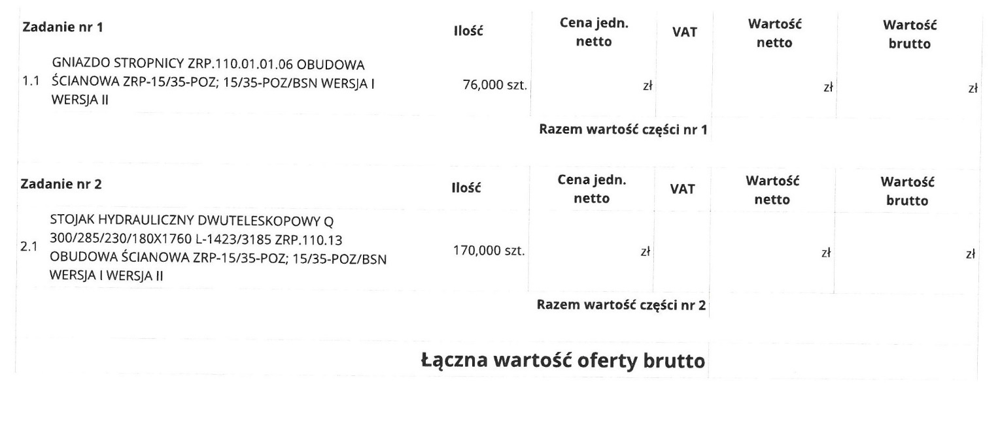 Zadanie nr 1 Ilość Cena jedn. netto VAT Wartość netto Wartość brutto
1.1 GNIAZDO STROPNICY ZRP.110.01.01.06 OBUDOWA
ŚCIANOWA ZRP-15/35-POZ; 15/35-POZ/BSN WERSJA I
WERSJA II
76,000 szt. zł zł zł
Razem wartość części nr 1
Zadanie nr 2 Ilość Cena jedn. netto VAT Wartość netto Wartość brutto
2.1 STOJAK HYDRAULICZNY DWUTELESKOPOWY Q
300/285/230/180X1760 L-1423/3185 ZRP.110.13
OBUDOWA ŚCIANOWA ZRP-15/35-POZ; 15/35-POZ/BSN
WERSJA I WERSJA II
170,000 szt. zł zł zł
Razem wartość części nr 2
Łączna wartość oferty brutto